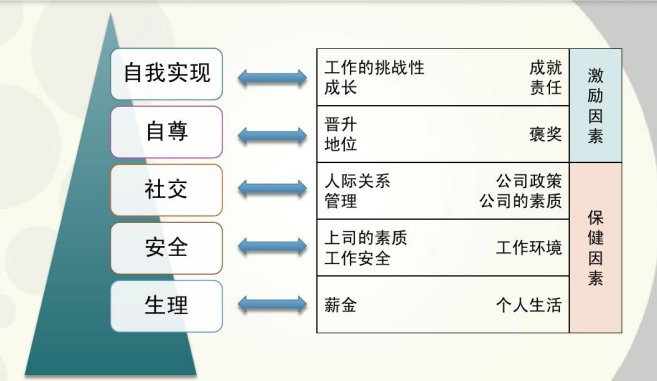 自我实现
工作的挑战性 成就
成长 责任
自尊
晋升
地位
褒奖
激励因素
社交
人际关系 公司政策
管理 公司的素质
安全
上司的素质
工作安全
工作环境
生理
薪金 个人生活
保健因素